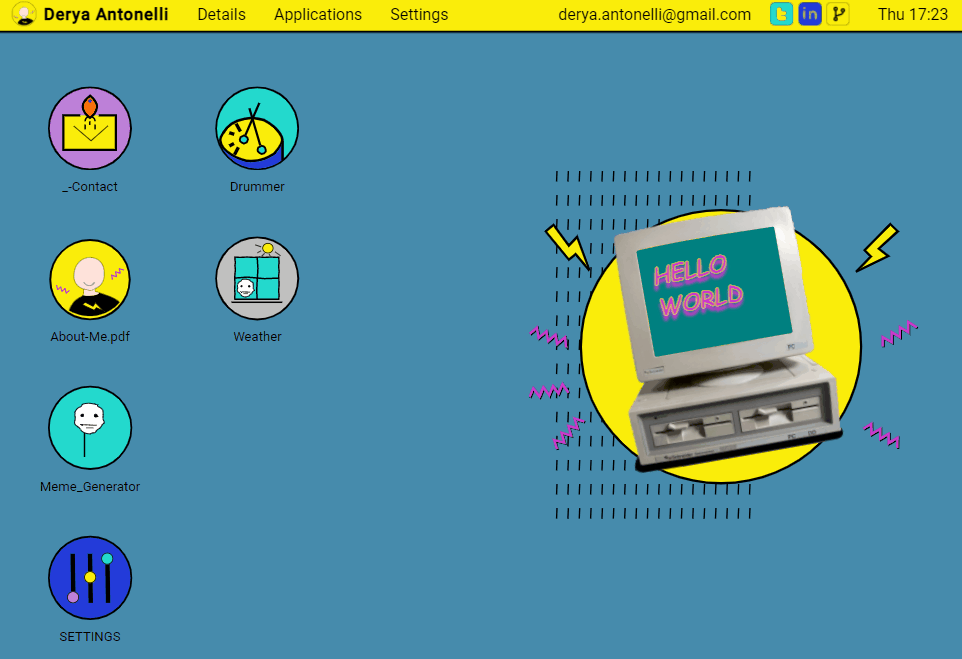 Derya Antonelli Details Applications Settings derya.antonelli@gmail.com in Thu 17:23
_-Contact Drummer
HELLO
WORLD
About-Me.pdf Weather
Meme_Generator
SETTINGS